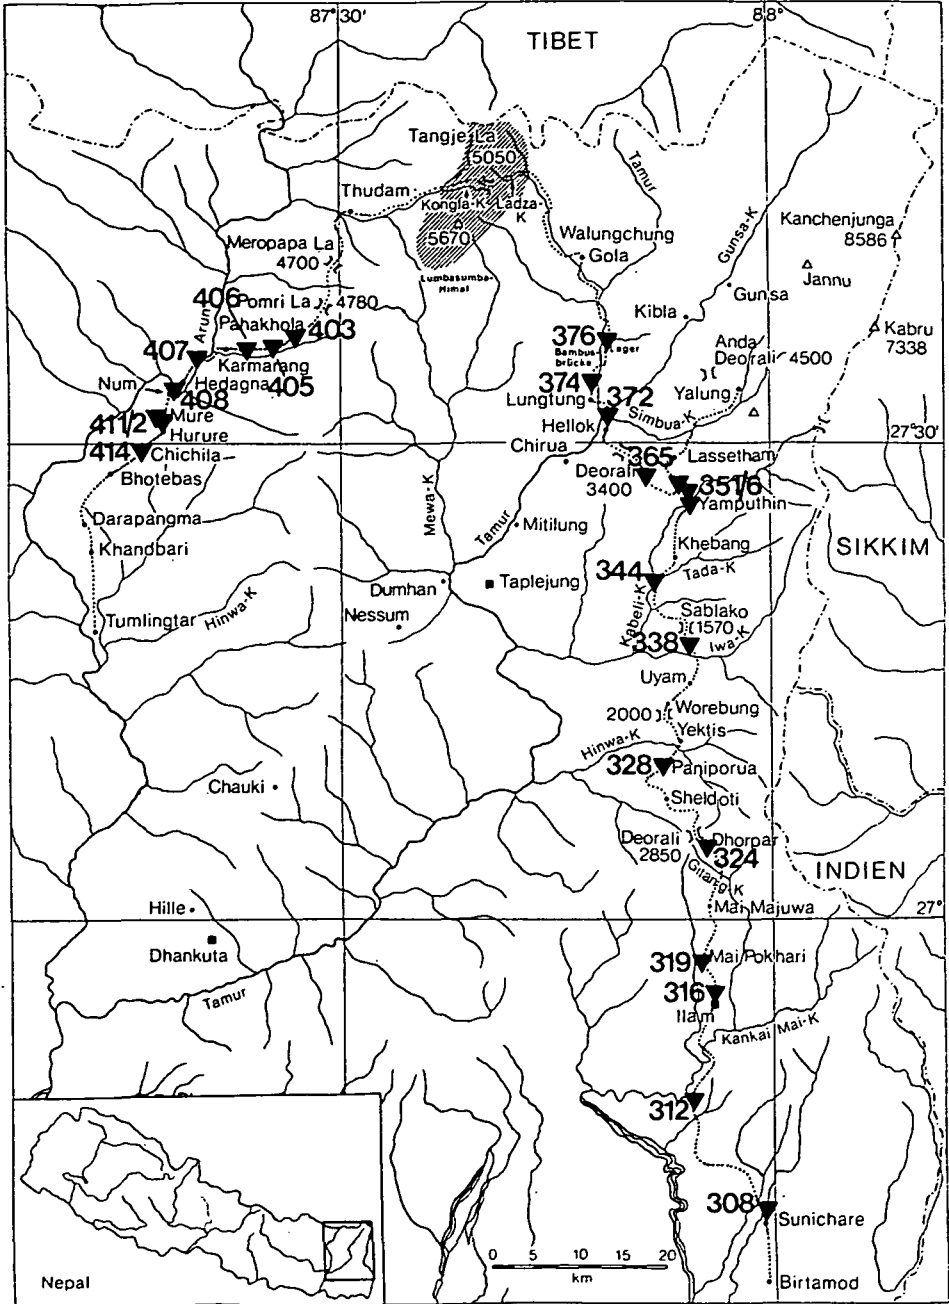 87°30'
88°
TIBET
Tangje La
5050
Tamur
Thudam
Kongla-K
Ladza-
K
5670
Gunsa-K
Kanchenjunga
8586
Walungchung
Gola
Meropapa La
4700
Jannu
Lumbasumba-
Himal
Gunsa
406
Pomri La
4780
Kibla
Arun
Pahakhola
403
Kabru
7338
376
Anda
Deorali
4500
407
Bambus-
brücke
Lager
Karmarang
Num
Hedagna
405
374
Yalung
408
Lungtung
372
Simbua-K
411/2
Mure
Hellok
27°30'
Hurure
Chirua
414
Chichila
365
Lassetham
Bhotebas
Deorali
3400
351/6
Yamputhin
Mewa-K
Darapangma
Tamur
Mitilung
Khandbari
Khebang
SIKKIM
344
Tada-K
Dumhan
Taplejung
Hinwa-K
Nessum
Kabeli-K
Sablako
1570
Tumlingtar
338
Iwa-K
Uyam
Worebung
2000
Yektis
Hinwa-K
328
Paniporua
Chauki
Sheldoti
Deorali
2850
Dhorpar
324
Gitang K
INDIEN
Hille
Mai Majuwa
27°
Dhankuta
319
Mai Pokhari
Tamur
316
Ilam
Kankai Mai-K
312
308
Sunichare
0 5 10 15 20
km
Nepal
Birtamod